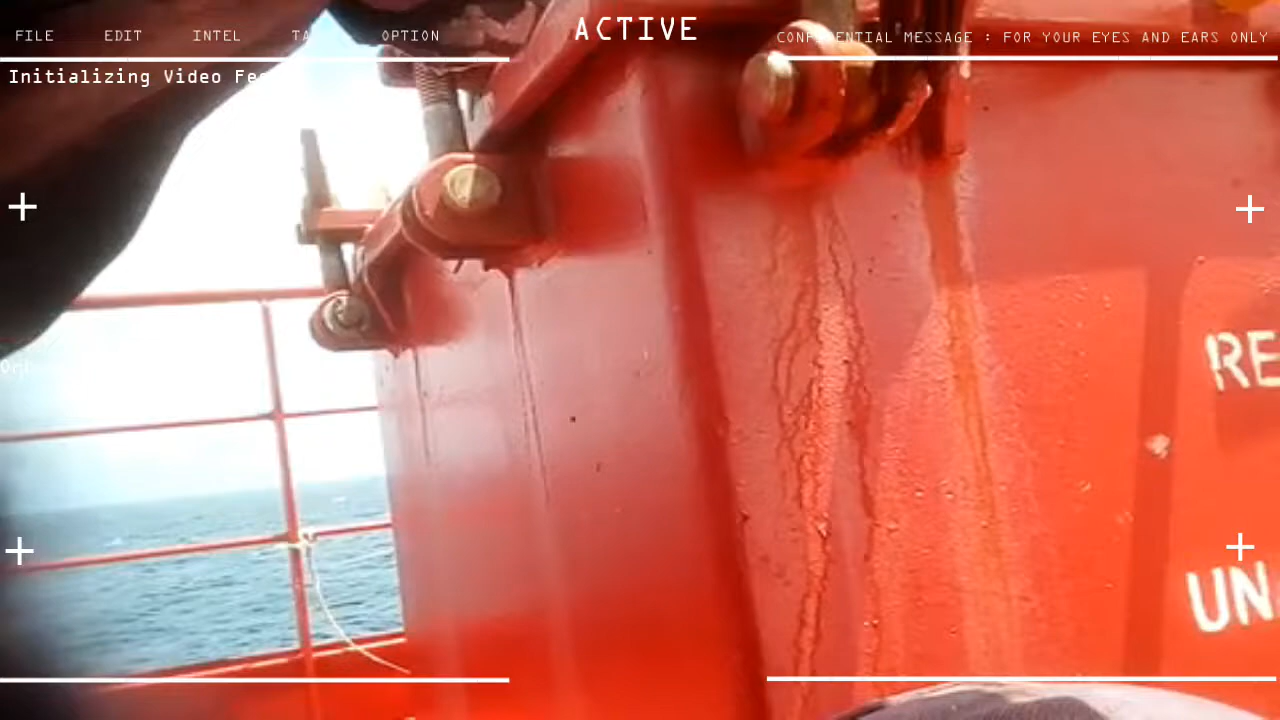 FILE EDIT INTEL OPTION
ACTIVE
CONFIDENTIAL MESSAGE : FOR YOUR EYES AND EARS ONLY
Initializing Video
RE
UN